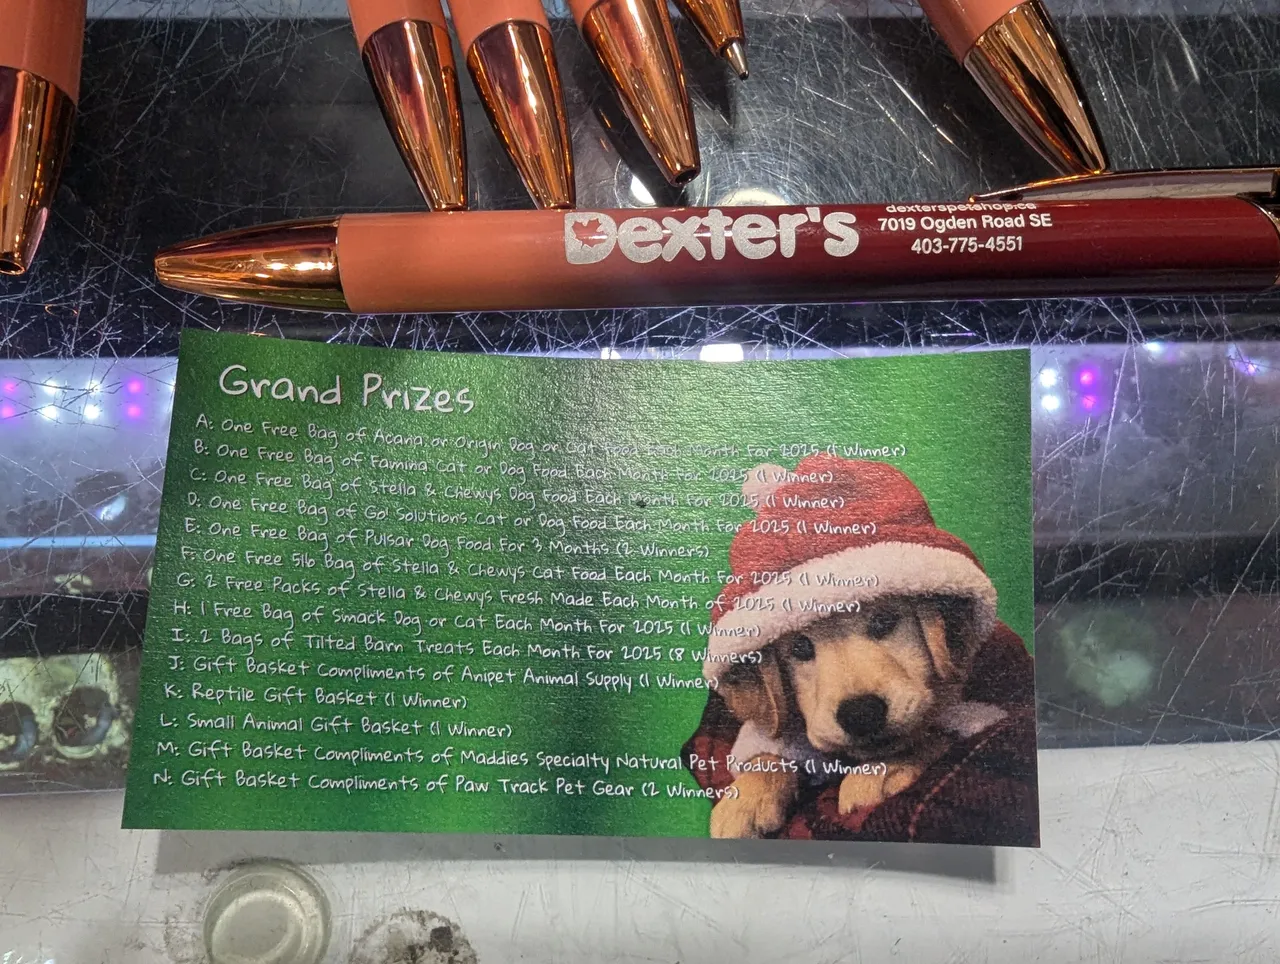 Dexter's
dexterspetshop.ca
7019 Ogden Road SE
403-775-4551
Grand Prizes
A: One Free Bag of Acana or Origin Dog or Cat Food Each Month For 2025 (1 Winner)
B: One Free Bag of Famina Cat or Dog Food Each Month For 2025 (1 Winner)
C: One Free Bag of Stella & Chewys Dog Food Each Month For 2025 (1 Winner)
D: One Free Bag of Go! Solutions Cat or Dog Food Each Month For 2025 (1 Winner)
E: One Free Bag of Pulsar Dog Food For 3 Months (2 Winners)
F: One Free 5lb Bag of Stella & Chewys Cat Food Each Month For 2025 (1 Winner)
G: 2 Free Packs of Stella & Chewys Fresh Made Each Month of 2025 (1 Winner)
H: 1 Free Bag of Smack Dog or Cat Each Month For 2025 (1 Winner)
I: 2 Bags of Tilted Barn Treats Each Month For 2025 (8 Winners)
J: Gift Basket Compliments of Anipet Animal Supply (1 Winner)
K: Reptile Gift Basket (1 Winner)
L: Small Animal Gift Basket (1 Winner)
M: Gift Basket Compliments of Maddies Specialty Natural Pet Products (1 Winner)
N: Gift Basket Compliments of Paw Track Pet Gear (2 Winners)